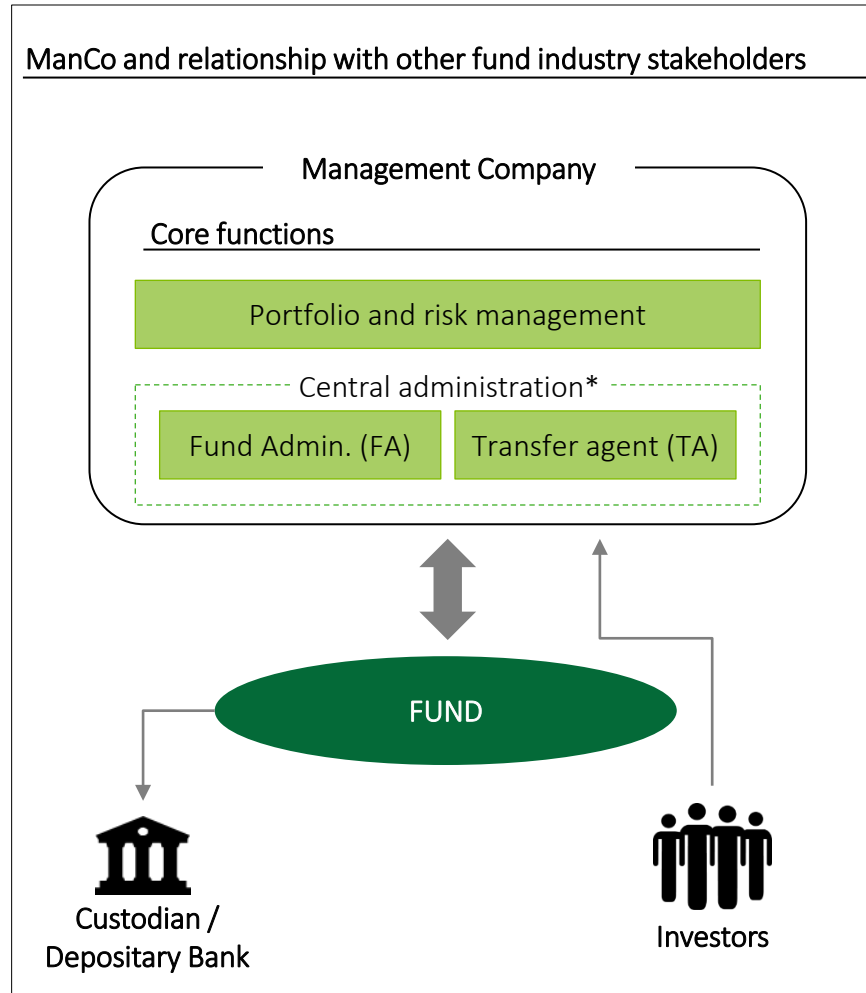 ManCo and relationship with other fund industry stakeholders
Management Company
Core functions
Portfolio and risk management
Central administration*
Fund Admin. (FA)
Transfer agent (TA)
FUND
Custodian /
Depositary Bank
Investors